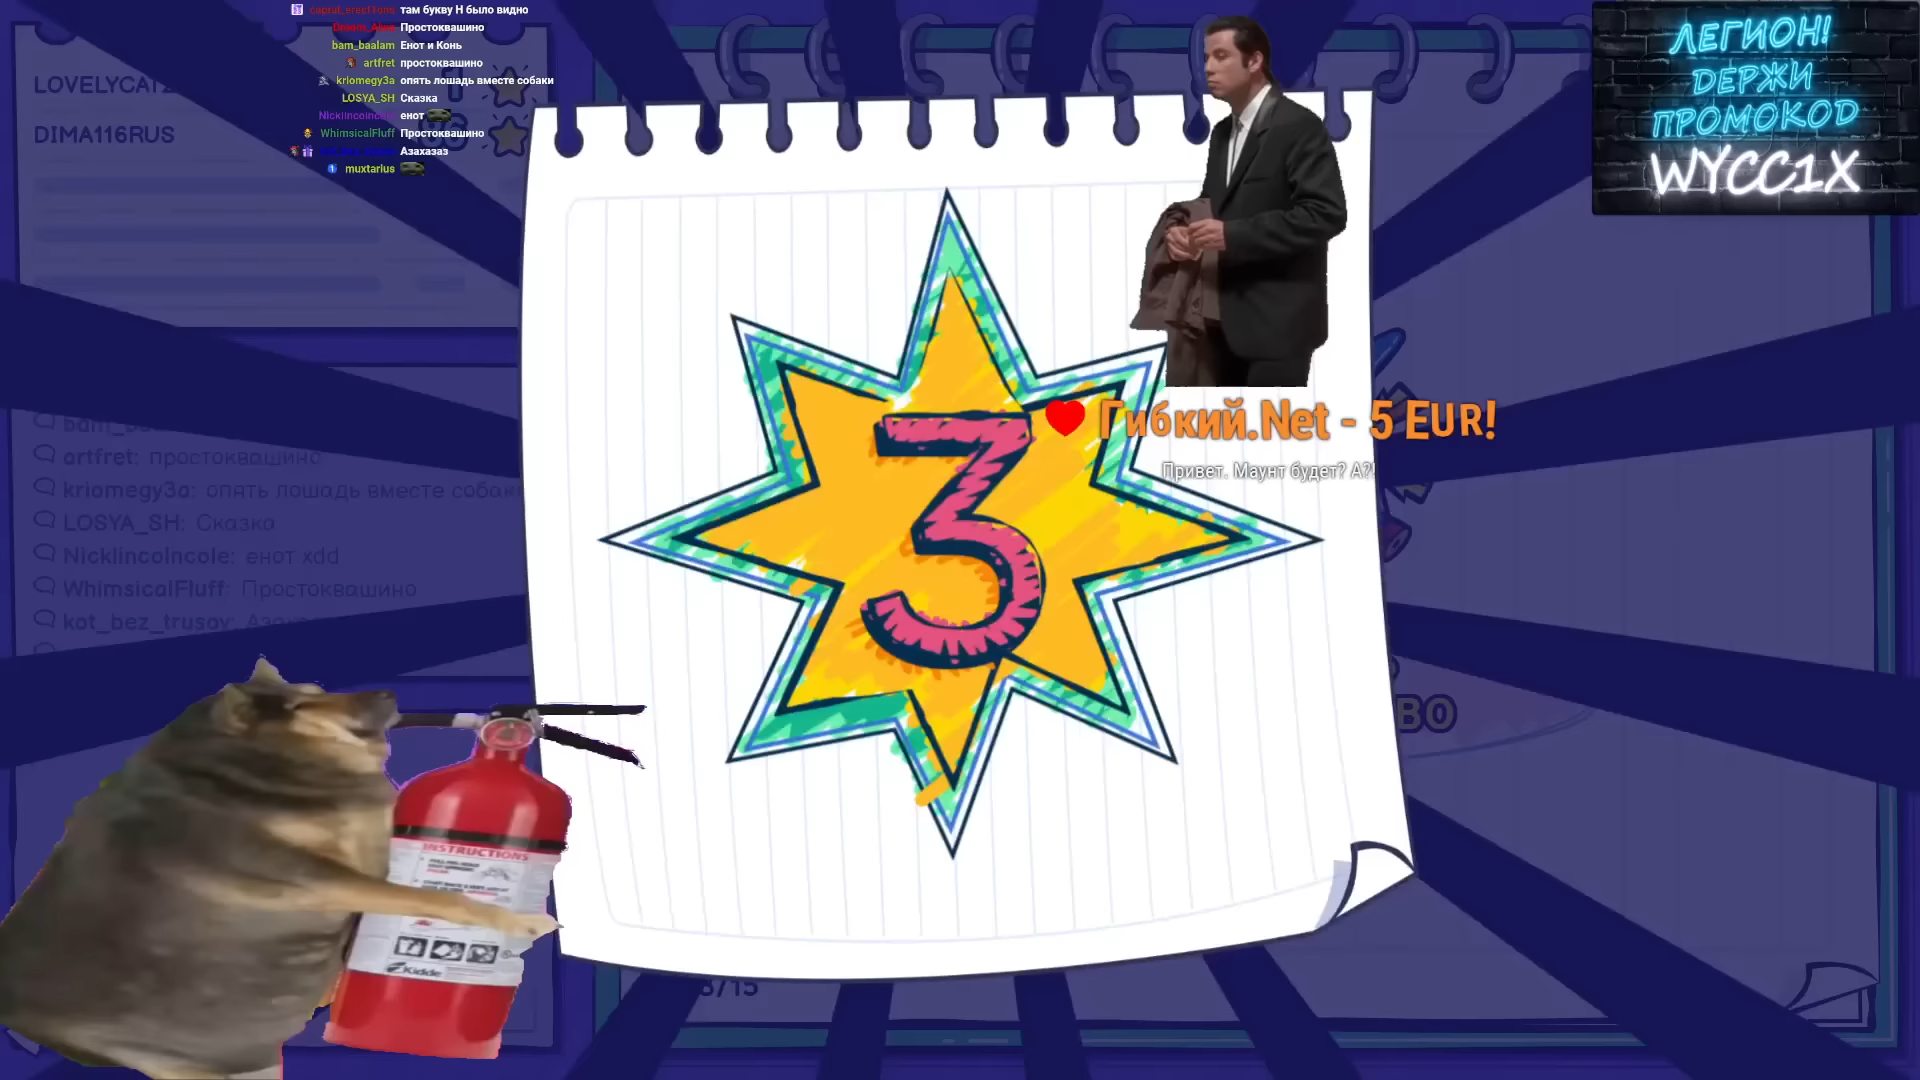 там букву Н было видно
Простоквашино
bam_baalam Енот и Конь
artfret простоквашино
kriomegy3a опять лошадь вместе собаки
LOSYA_SH Сказка
енот
WhimsicalFluff Простоквашино
Азахазаз
muxtarius
DIMA116RUS
ЛЕГИОН!
ДЕРЖИ
ПРОМОКОД
WYCC1X
3
Гибкий.Net - 5 EUR!
Привет. Маунт будет? А?!
artfret: простоквашино
kriomegy3a: опять лошадь вместе
LOSYA_SH: Сказка
Nicklincolncole: енот xdd
WhimsicalFluff: Простоквашино
kot_bez_trusov:
INSTRUCTIONS
Kidde